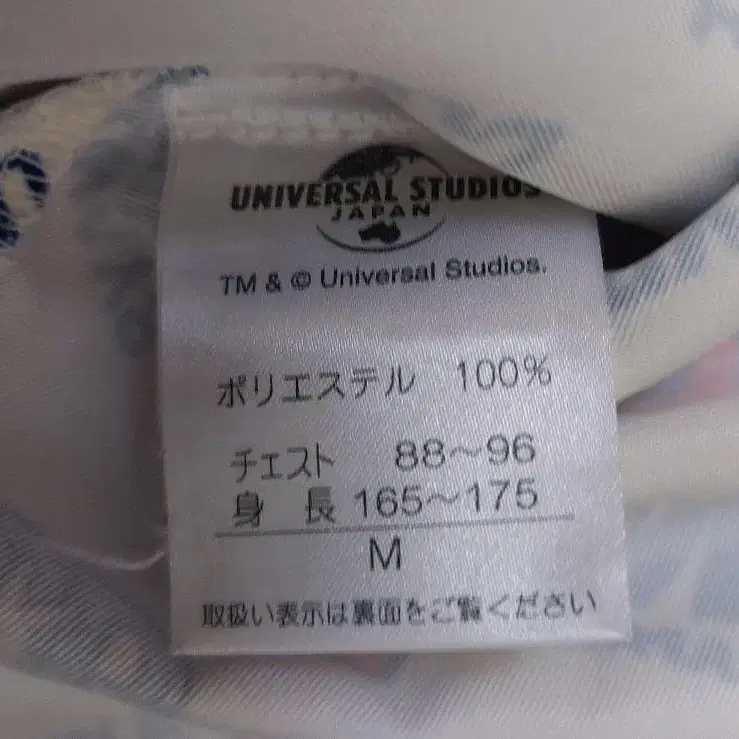 UNIVERSAL STUDIOS
JAPAN
TM & © Universal Studios.
ポリエステル 100%
チェスト 88～96
身 長 165～175
M
取扱い表示は裏面をご覧ください